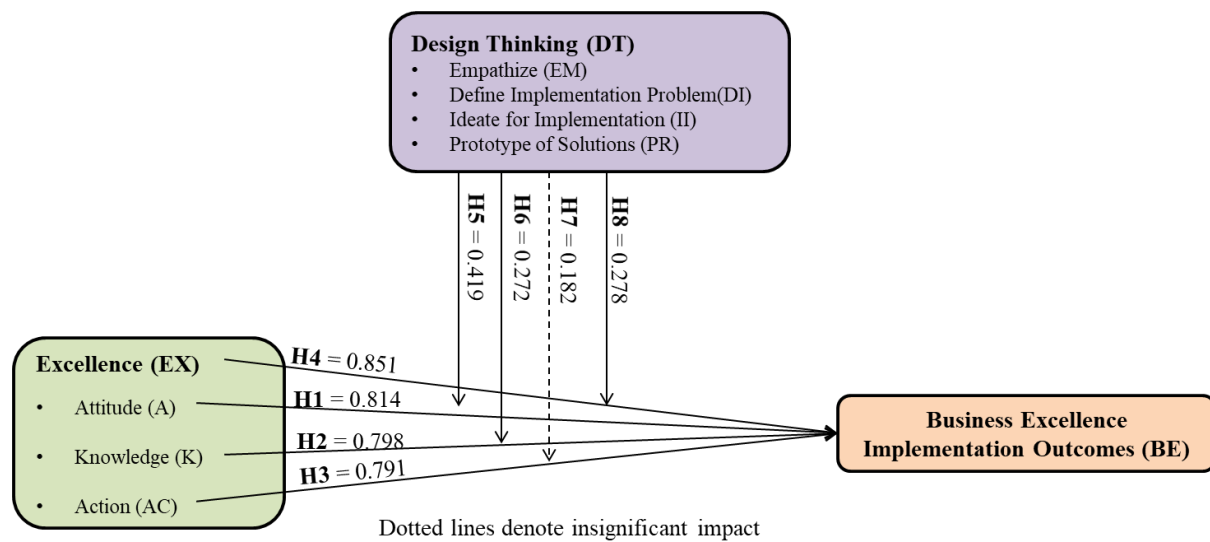 Design Thinking (DT)
• Empathize (EM)
• Define Implementation Problem(DI)
• Ideate for Implementation (II)
• Prototype of Solutions (PR)
H5 = 0.419
H6 = 0.272
H7 = 0.182
H8 = 0.278
Excellence (EX)
• Attitude (A)
• Knowledge (K)
• Action (AC)
H4 = 0.851
H1 = 0.814
H2 = 0.798
H3 = 0.791
Business Excellence
Implementation Outcomes (BE)
Dotted lines denote insignificant impact